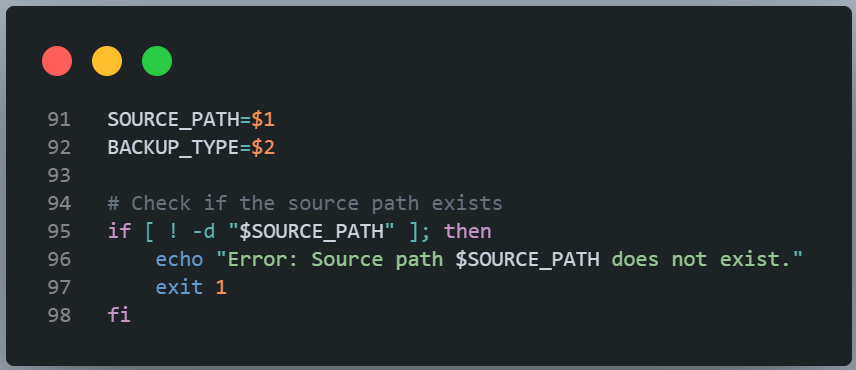 91 SOURCE_PATH=$1
92 BACKUP_TYPE=$2
93
94 # Check if the source path exists
95 if [ ! -d "$SOURCE_PATH" ]; then
96     echo "Error: Source path $SOURCE_PATH does not exist."
97     exit 1
98 fi